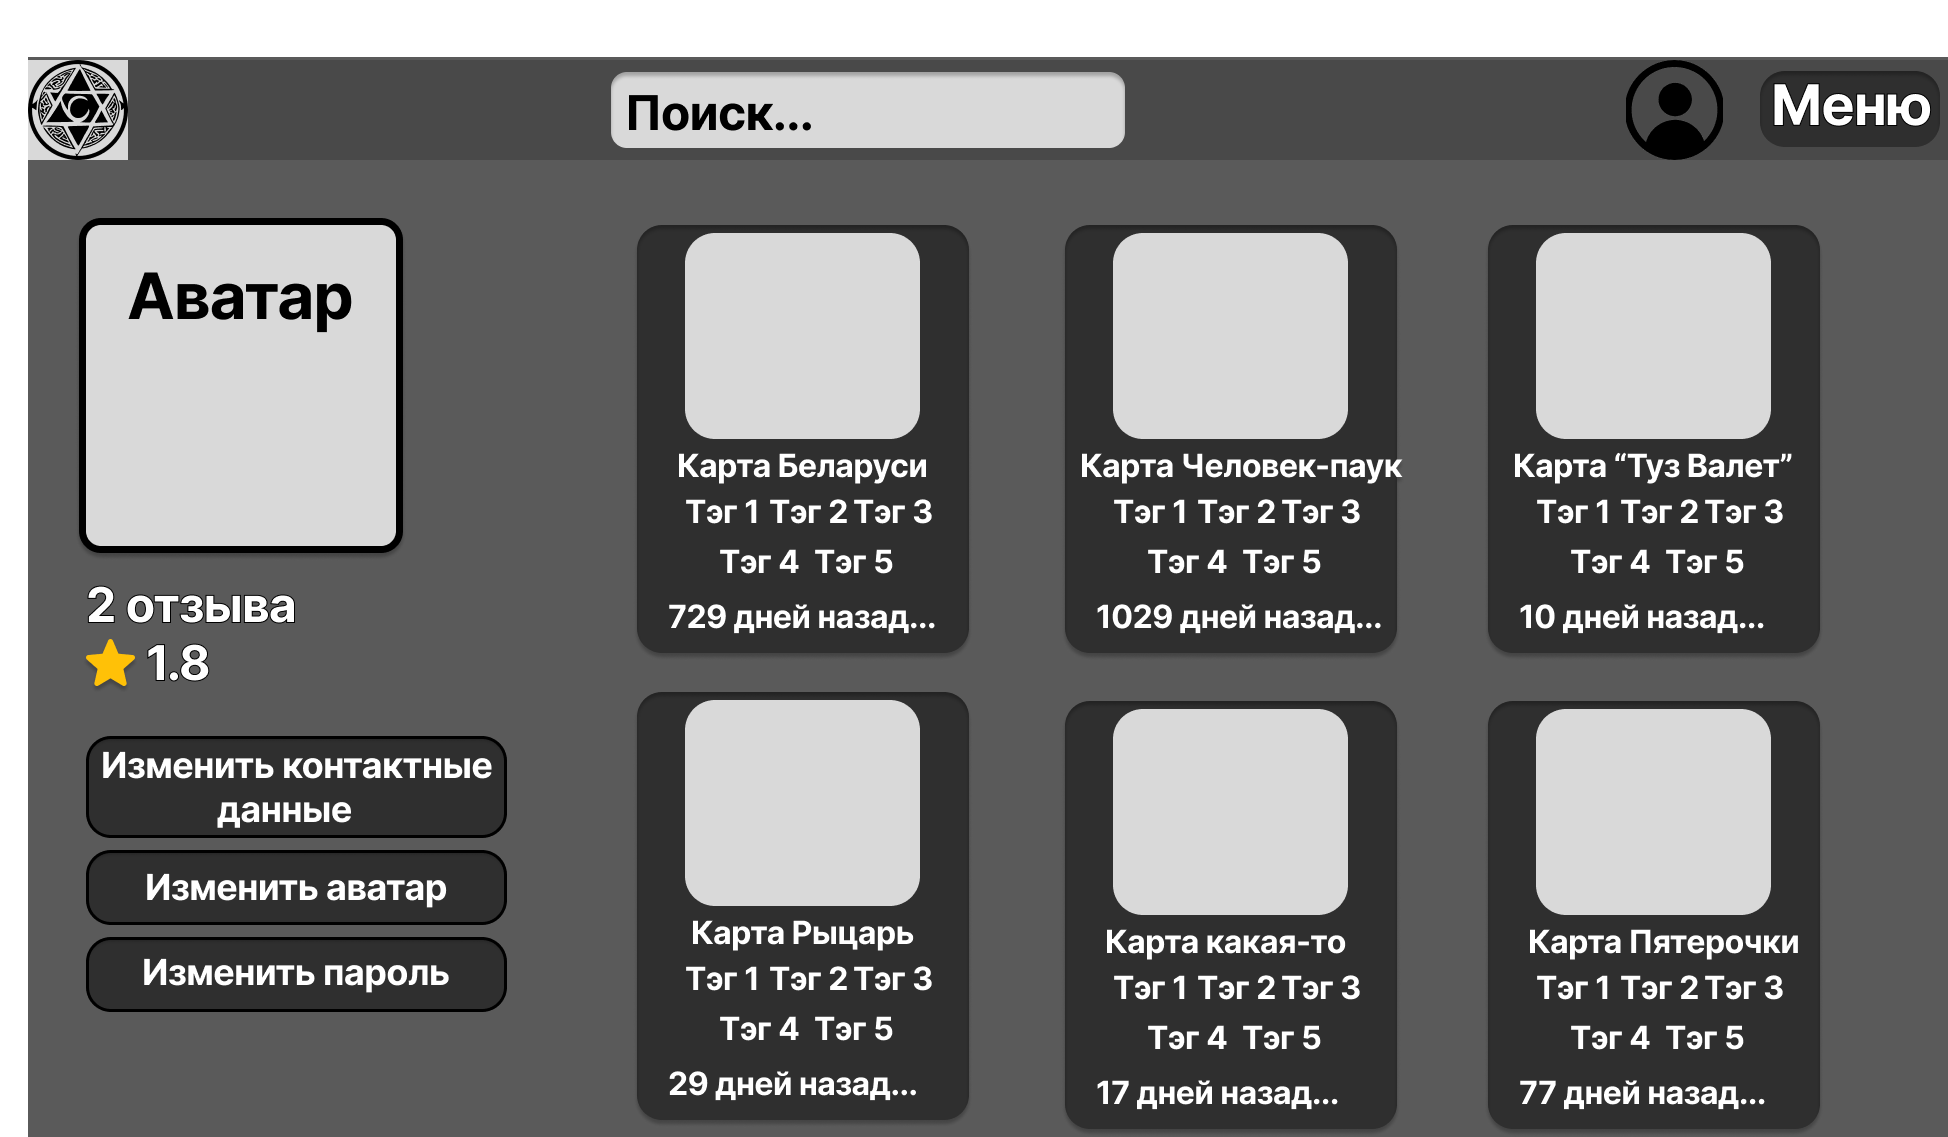 Поиск...
Меню
Аватар
2 отзыва
1.8
Изменить контактные
данные
Изменить аватар
Изменить пароль
Карта Беларуси
Тэг 1 Тэг 2 Тэг 3
Тэг 4 Тэг 5
729 дней назад...
Карта Человек-паук
Тэг 1 Тэг 2 Тэг 3
Тэг 4 Тэг 5
1029 дней назад...
Карта “Туз Валет”
Тэг 1 Тэг 2 Тэг 3
Тэг 4 Тэг 5
10 дней назад...
Карта Рыцарь
Тэг 1 Тэг 2 Тэг 3
Тэг 4 Тэг 5
29 дней назад...
Карта какая-то
Тэг 1 Тэг 2 Тэг 3
Тэг 4 Тэг 5
17 дней назад...
Карта Пятерочки
Тэг 1 Тэг 2 Тэг 3
Тэг 4 Тэг 5
77 дней назад...